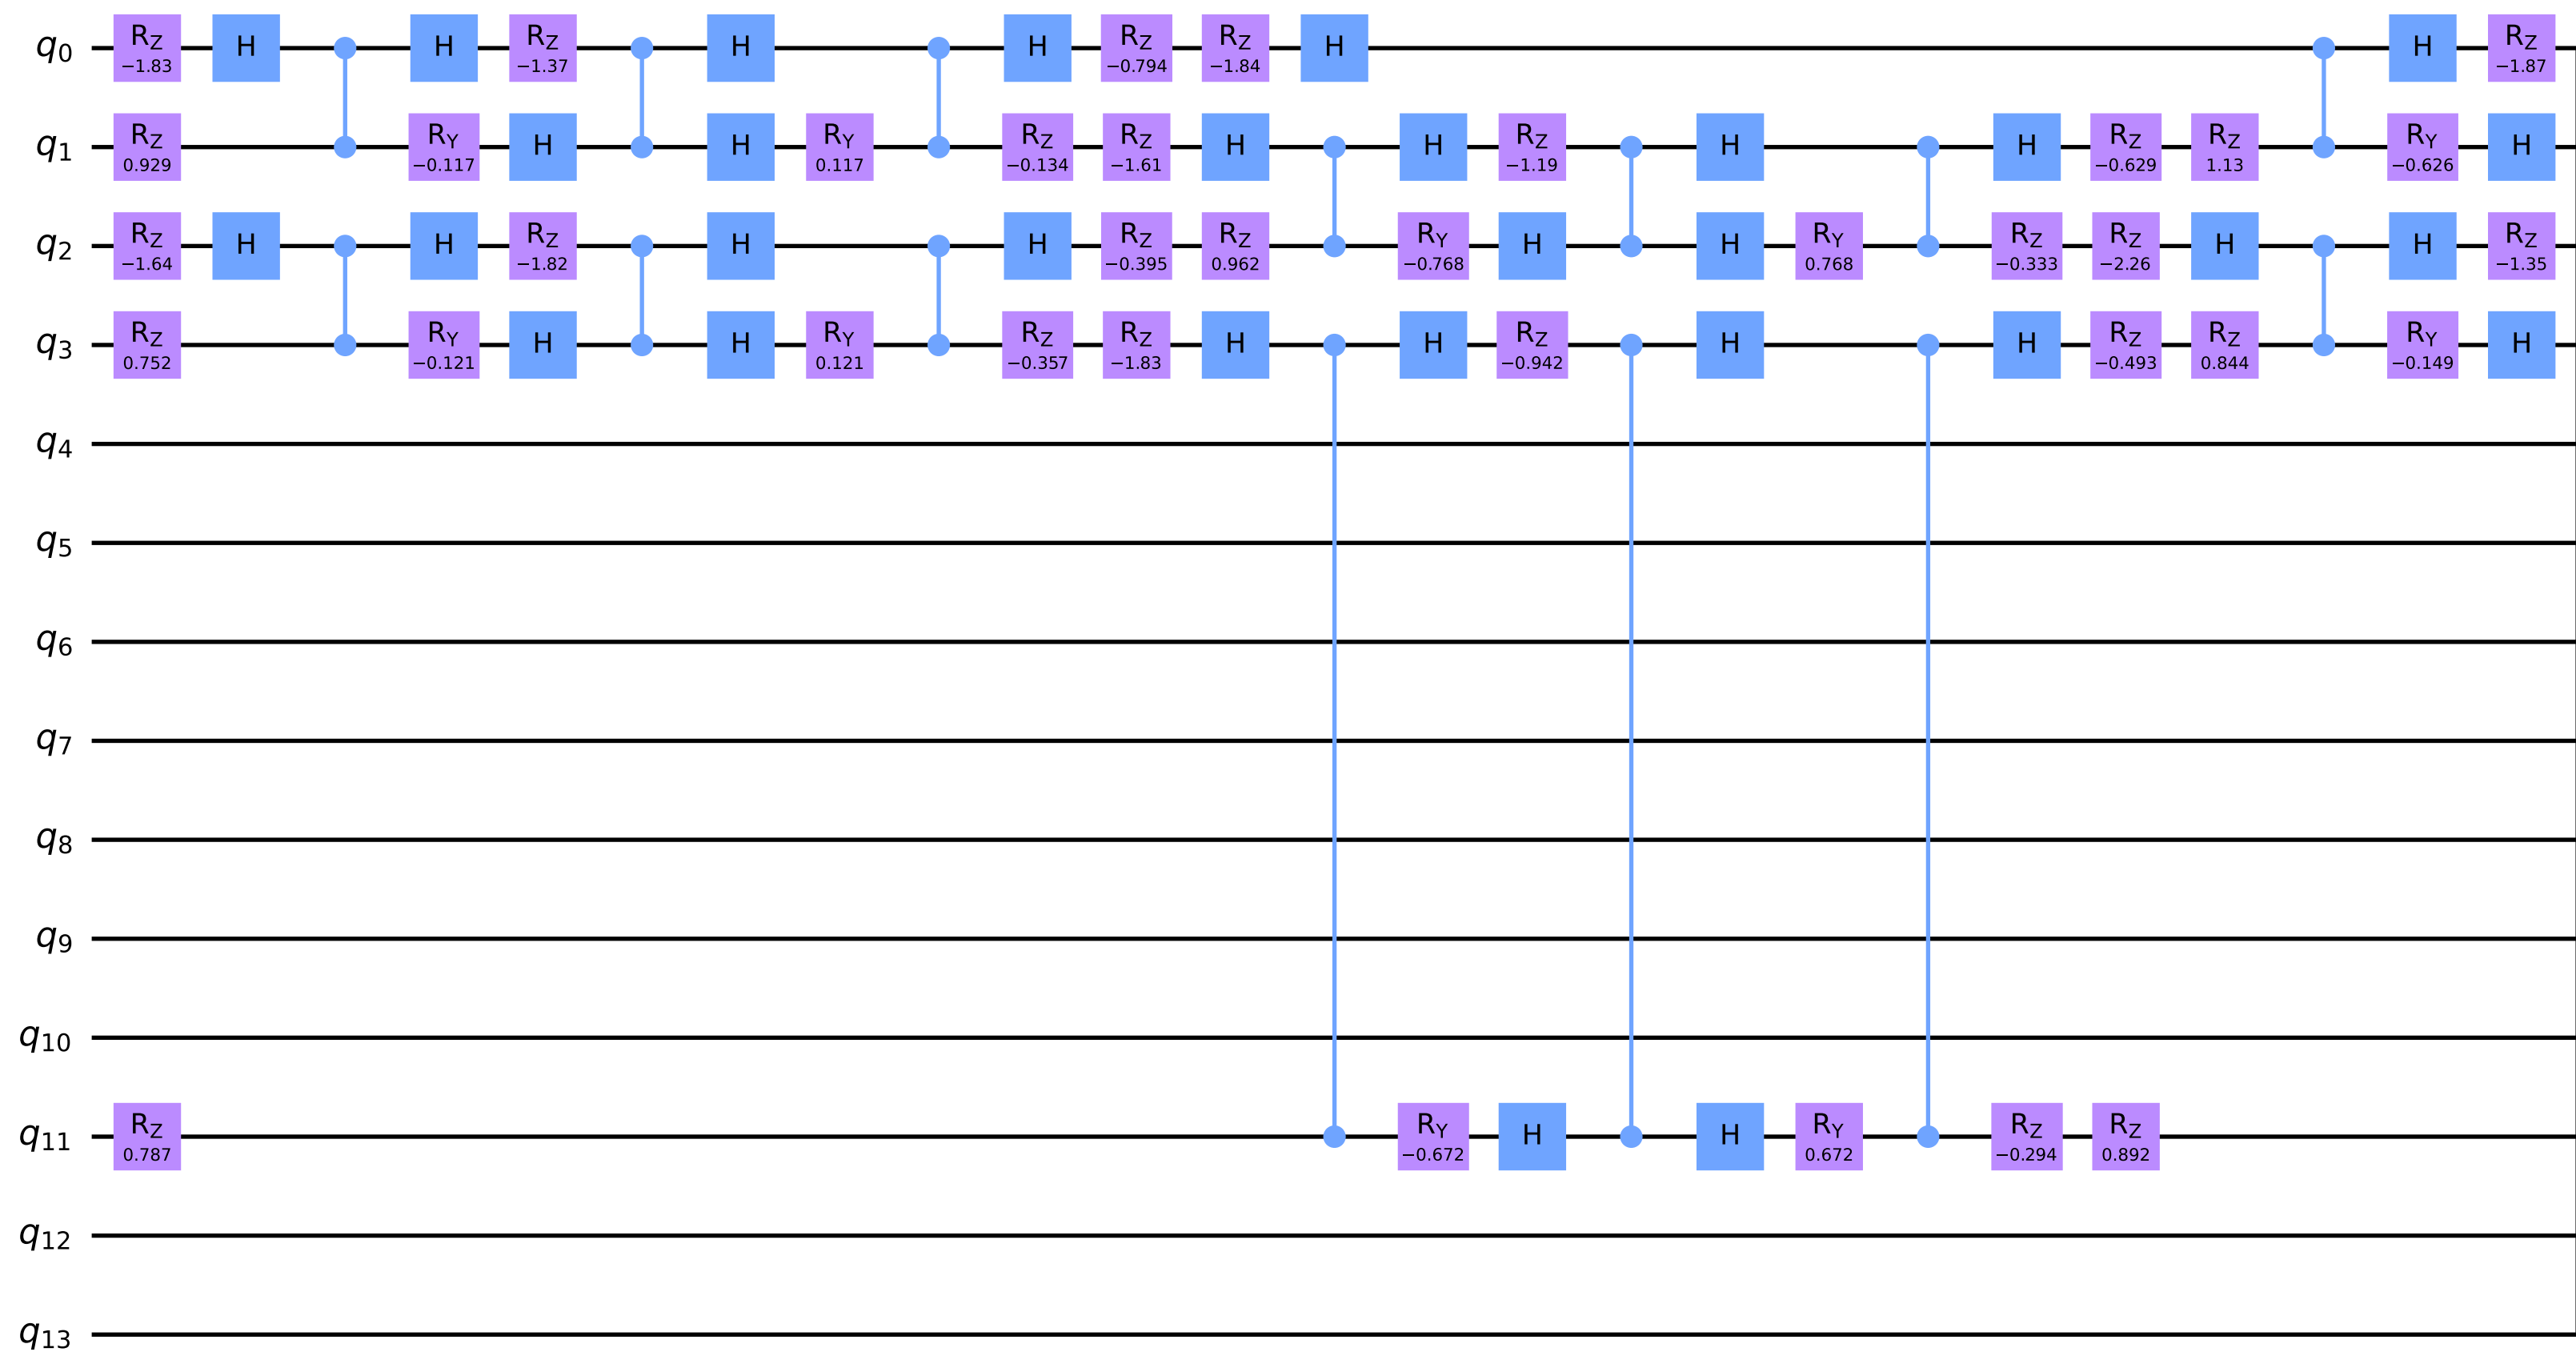 q0 RZ −1.83 H H RZ −1.37 H H RZ −0.794 RZ −1.84 H H RZ −1.87
q1 RZ 0.929 RY −0.117 H H RY 0.117 RZ −0.134 RZ −1.61 H H RZ −1.19 H H RZ −0.629 RZ 1.13 RY −0.626 H
q2 RZ −1.64 H H RZ −1.82 H H RZ −0.395 RZ 0.962 RY −0.768 H H RY 0.768 RZ −0.333 RZ −2.26 H H RZ −1.35
q3 RZ 0.752 RY −0.121 H H RY 0.121 RZ −0.357 RZ −1.83 H H RZ −0.942 H H RZ −0.493 RZ 0.844 RY −0.149 H
q4
q5
q6
q7
q8
q9
q10
q11 RZ 0.787 RY −0.672 H H RY 0.672 RZ −0.294 RZ 0.892
q12
q13